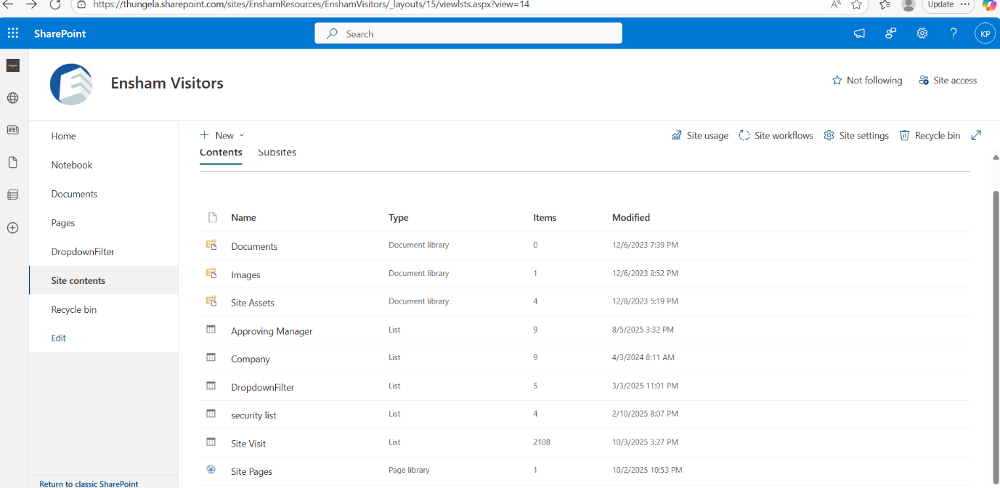 https://thungela.sharepoint.com/sites/EnshamResources/EnshamVisitors/_layouts/15/viewlsts.aspx?view=14
Update
SharePoint
Search
KP
Ensham Visitors
Not following
Site access
Home
Notebook
Documents
Pages
DropdownFilter
Site contents
Recycle bin
Edit
Return to classic SharePoint
New
Site usage
Site workflows
Site settings
Recycle bin
Contents Subsites
Name Type Items Modified
Documents Document library 0 12/6/2023 7:39 PM
Images Document library 1 12/6/2023 8:52 PM
Site Assets Document library 4 12/8/2023 5:19 PM
Approving Manager List 9 8/5/2025 3:32 PM
Company List 9 4/3/2024 8:11 AM
DropdownFilter List 5 3/3/2025 11:01 PM
security list List 4 2/10/2025 8:07 PM
Site Visit List 2108 10/3/2025 3:27 PM
Site Pages Page library 1 10/2/2025 10:53 PM